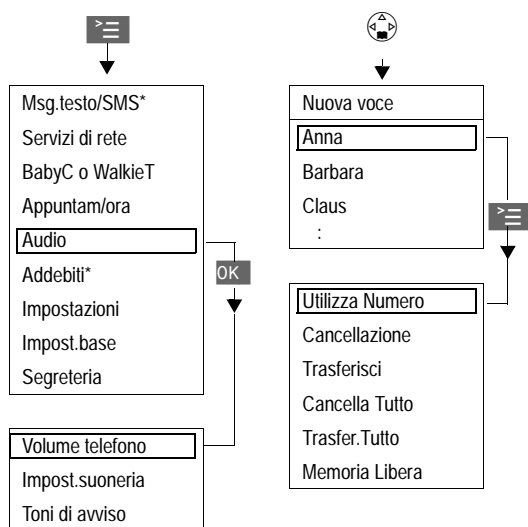 Msg.testo/SMS*
Servizi di rete
BabyC o WalkieT
Appuntam/ora
Audio
Addebiti*
Impostazioni
Impost.base
Segreteria
OK
Volume telefono
Impost.suoneria
Toni di avviso
Nuova voce
Anna
Barbara
Claus
:
Utilizza Numero
Cancellazione
Trasferisci
Cancella Tutto
Trasfer.Tutto
Memoria Libera